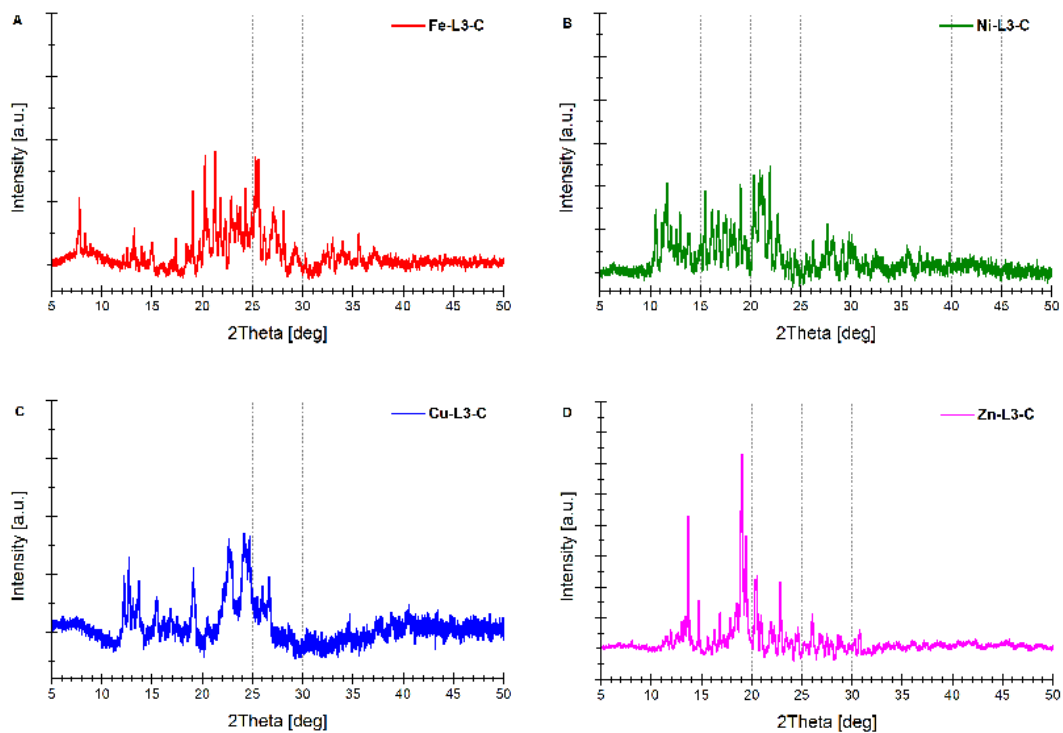 A
Fe-L3-C
Intensity [a.u.]
5 10 15 20 25 30 35 40 45 50
2Theta [deg]
B
Ni-L3-C
Intensity [a.u.]
5 10 15 20 25 30 35 40 45 50
2Theta [deg]
C
Cu-L3-C
Intensity [a.u.]
5 10 15 20 25 30 35 40 45 50
2Theta [deg]
D
Zn-L3-C
Intensity [a.u.]
5 10 15 20 25 30 35 40 45 50
2Theta [deg]